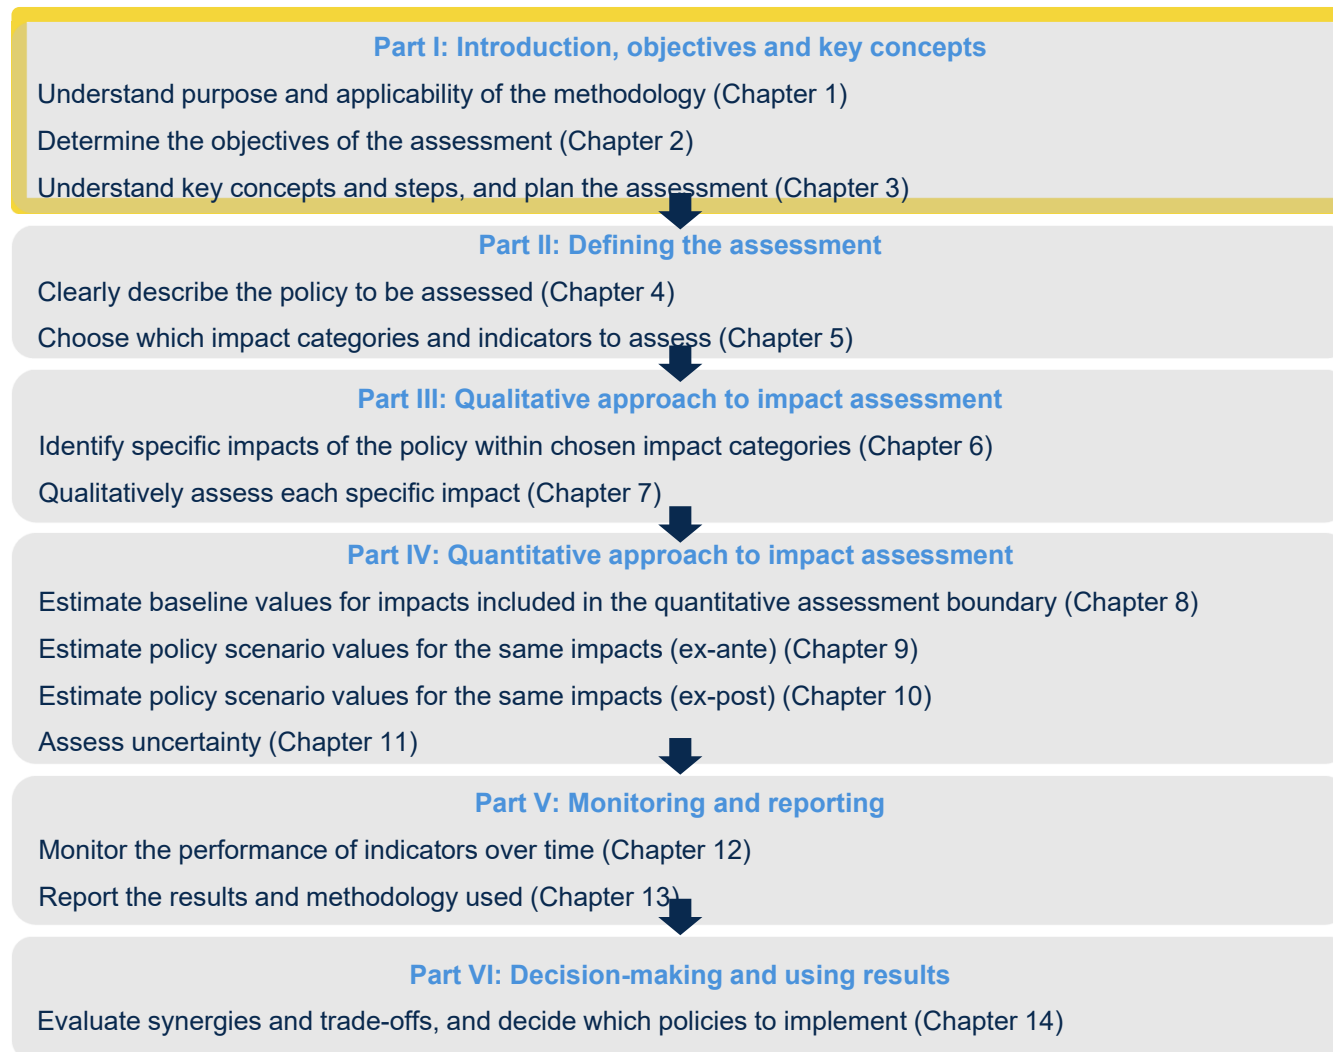 Part I: Introduction, objectives and key concepts
Understand purpose and applicability of the methodology (Chapter 1)
Determine the objectives of the assessment (Chapter 2)
Understand key concepts and steps, and plan the assessment (Chapter 3)
Part II: Defining the assessment
Clearly describe the policy to be assessed (Chapter 4)
Choose which impact categories and indicators to assess (Chapter 5)
Part III: Qualitative approach to impact assessment
Identify specific impacts of the policy within chosen impact categories (Chapter 6)
Qualitatively assess each specific impact (Chapter 7)
Part IV: Quantitative approach to impact assessment
Estimate baseline values for impacts included in the quantitative assessment boundary (Chapter 8)
Estimate policy scenario values for the same impacts (ex-ante) (Chapter 9)
Estimate policy scenario values for the same impacts (ex-post) (Chapter 10)
Assess uncertainty (Chapter 11)
Part V: Monitoring and reporting
Monitor the performance of indicators over time (Chapter 12)
Report the results and methodology used (Chapter 13)
Part VI: Decision-making and using results
Evaluate synergies and trade-offs, and decide which policies to implement (Chapter 14)